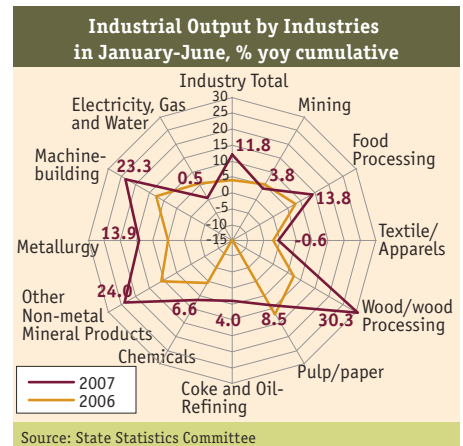 Industrial Output by Industries
in January-June, % yoy cumulative
Industry Total
Mining
Food
Processing
Textile/
Apparels
Wood/wood
Processing
Pulp/paper
Coke and Oil-
Refining
Chemicals
Other
Non-metal
Mineral Products
Metallurgy
Machine-
building
Electricity, Gas
and Water
30
25
20
15
10
5
0
-5
-10
-15
11.8
3.8
13.8
-0.6
30.3
8.5
4.0
6.6
24.0
13.9
23.3
0.5
2007
2006
Source: State Statistics Committee